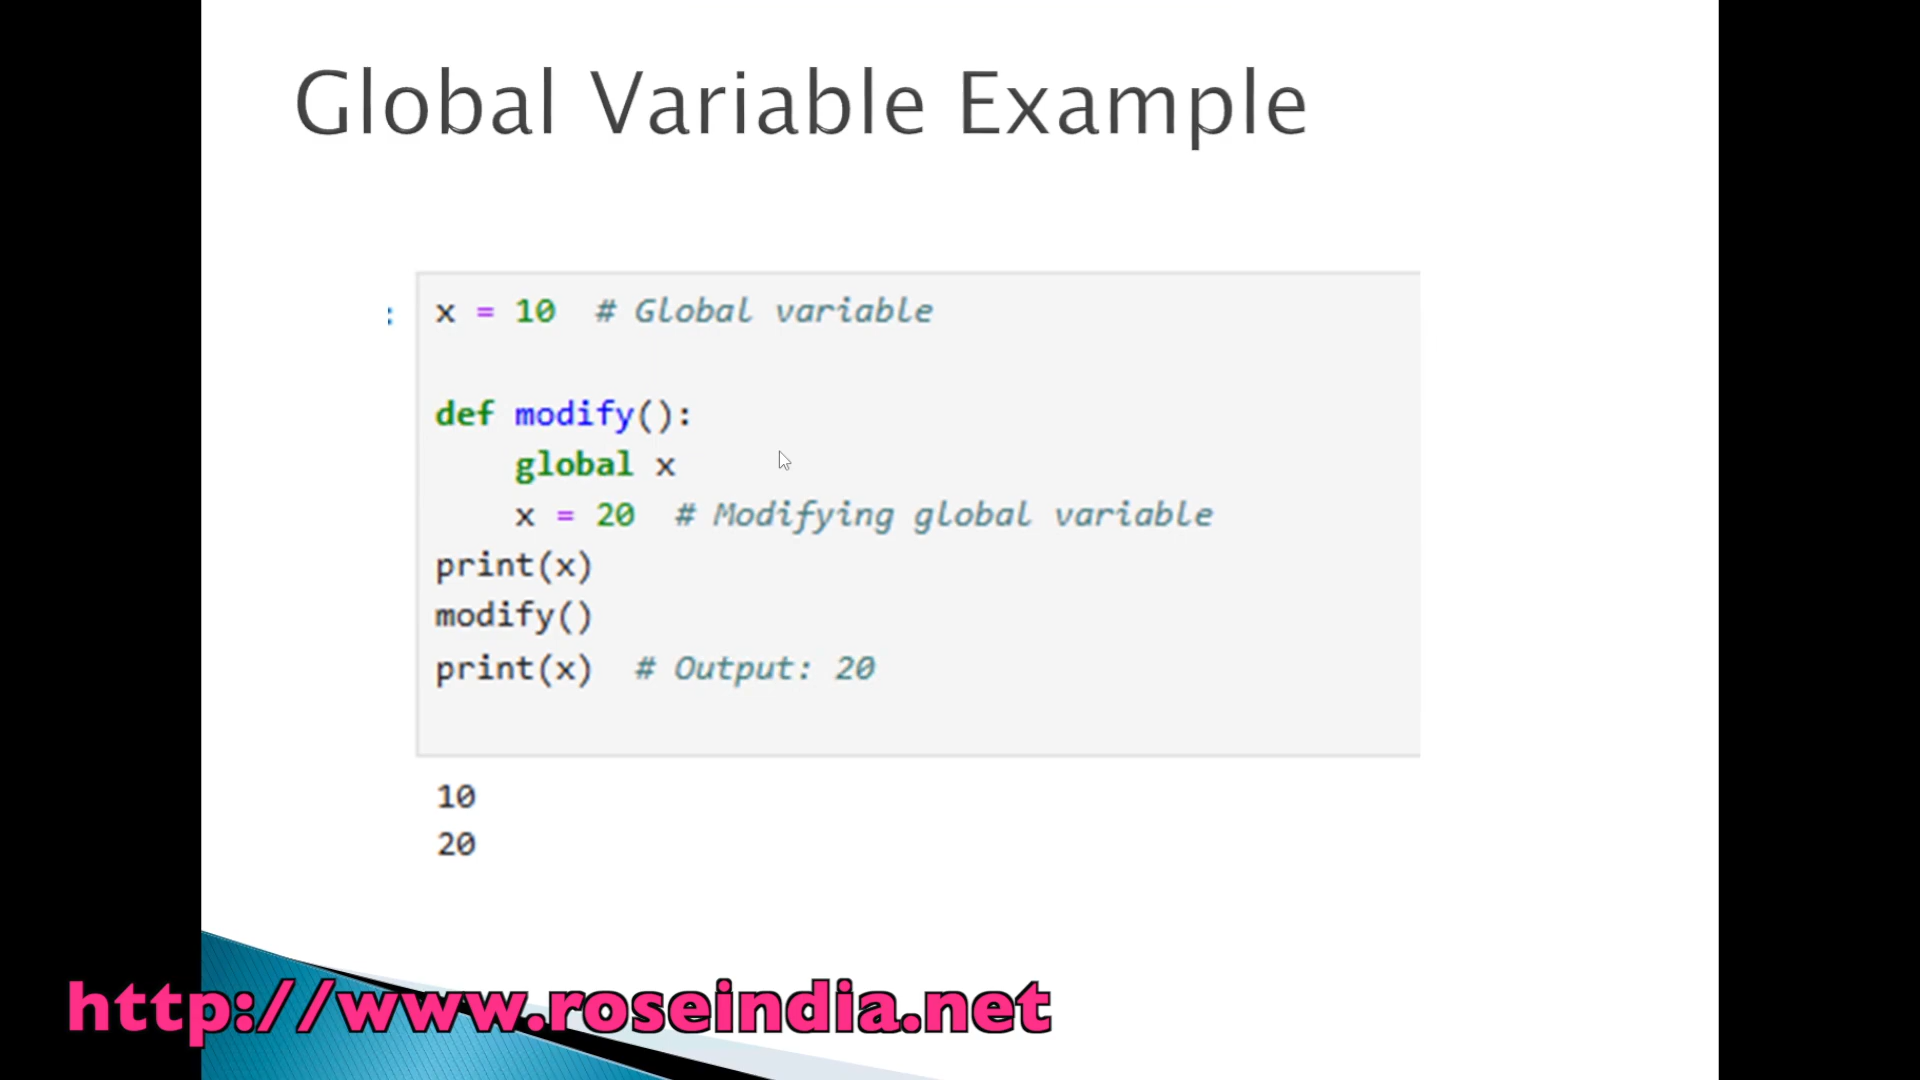 Global Variable Example
: x = 10  # Global variable
def modify():
    global x
    x = 20  # Modifying global variable
print(x)
modify()
print(x)  # Output: 20
10
20
http://www.roseindia.net